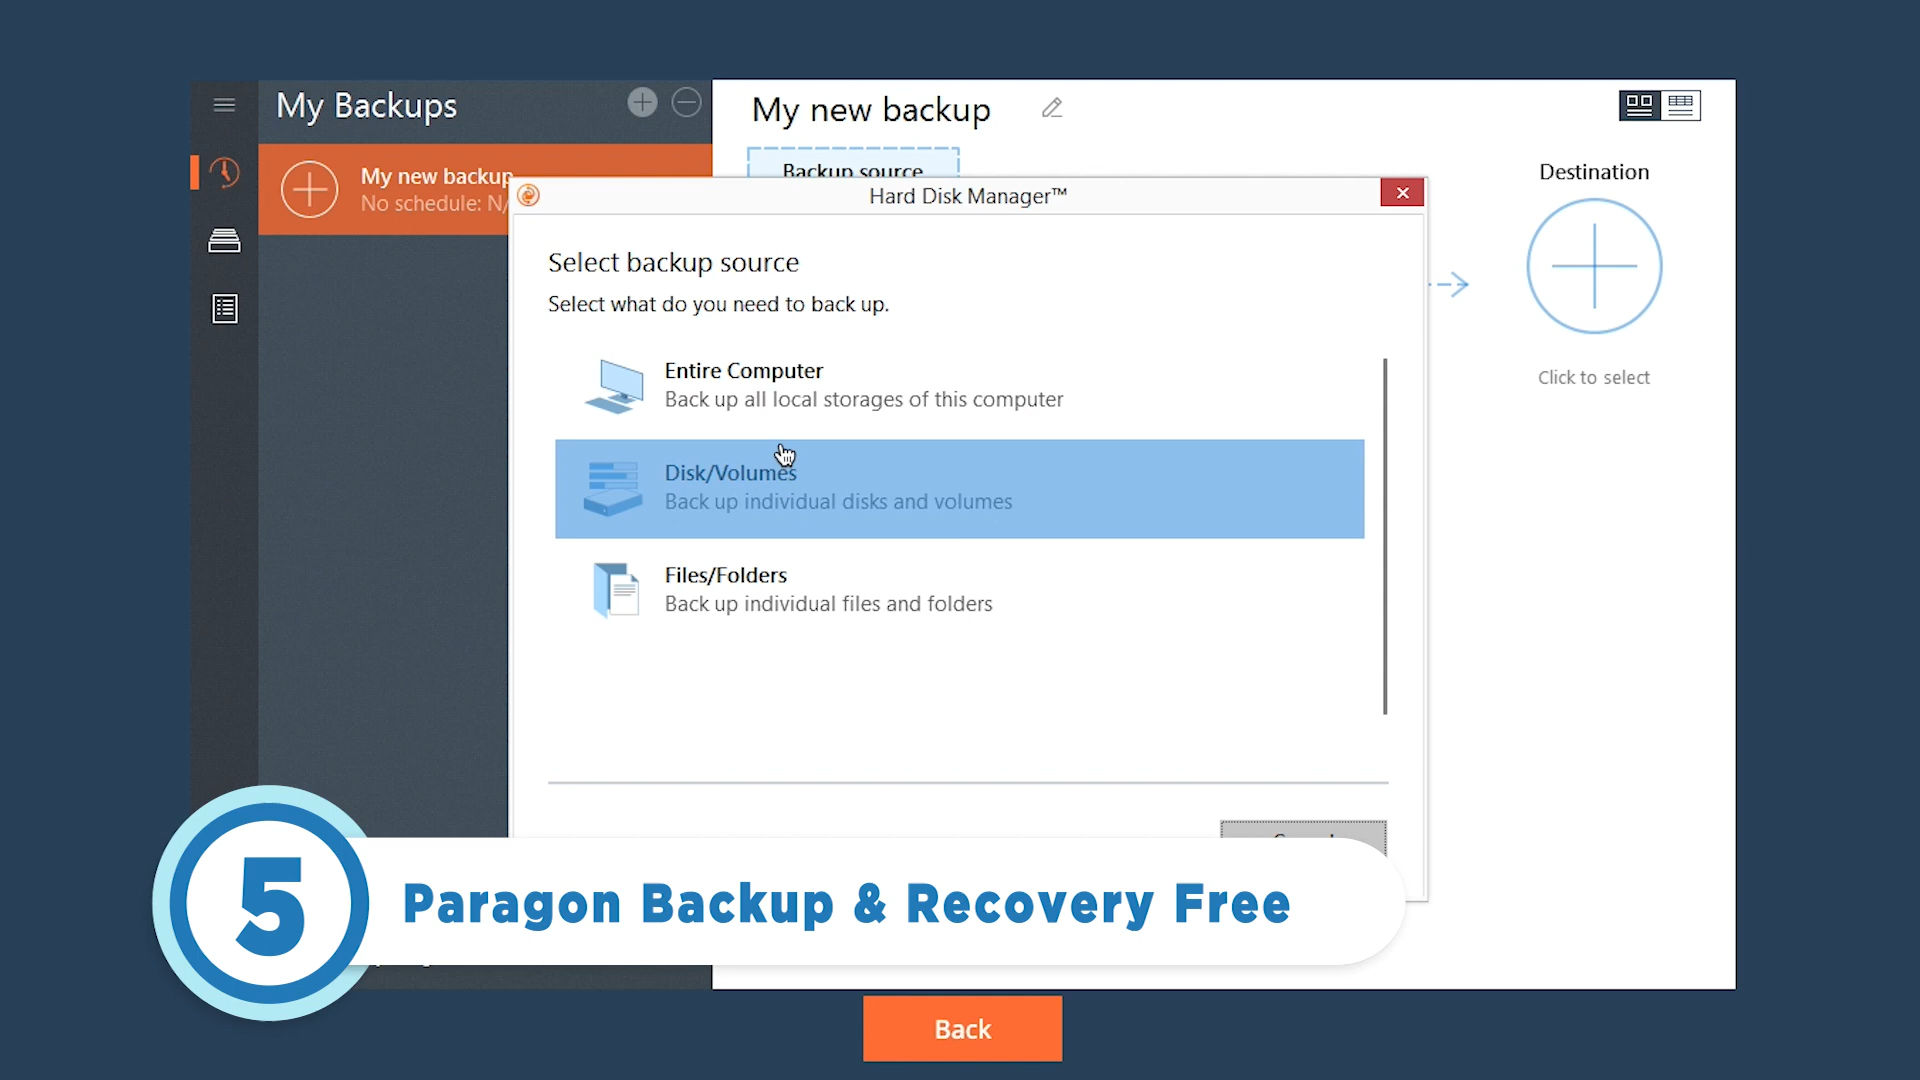 My Backups
My new backup
No schedule: N/
My new backup
Backup source
Destination
Click to select
Hard Disk Manager™
Select backup source
Select what do you need to back up.
Entire Computer
Back up all local storages of this computer
Disk/Volumes
Back up individual disks and volumes
Files/Folders
Back up individual files and folders
5
Paragon Backup & Recovery Free
Back